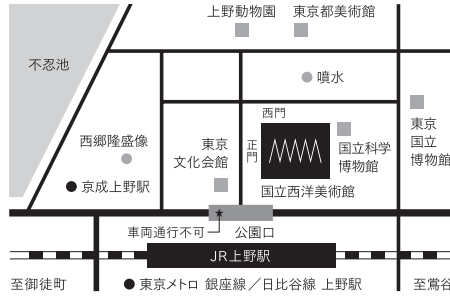 上野動物園
東京都美術館
不忍池
噴水
西門
東京
国立
博物館
西郷隆盛像
東京
文化会館
正門
国立科学
博物館
京成上野駅
国立西洋美術館
車両通行不可
公園口
JR上野駅
至御徒町
東京メトロ 銀座線／日比谷線 上野駅
至鶯谷